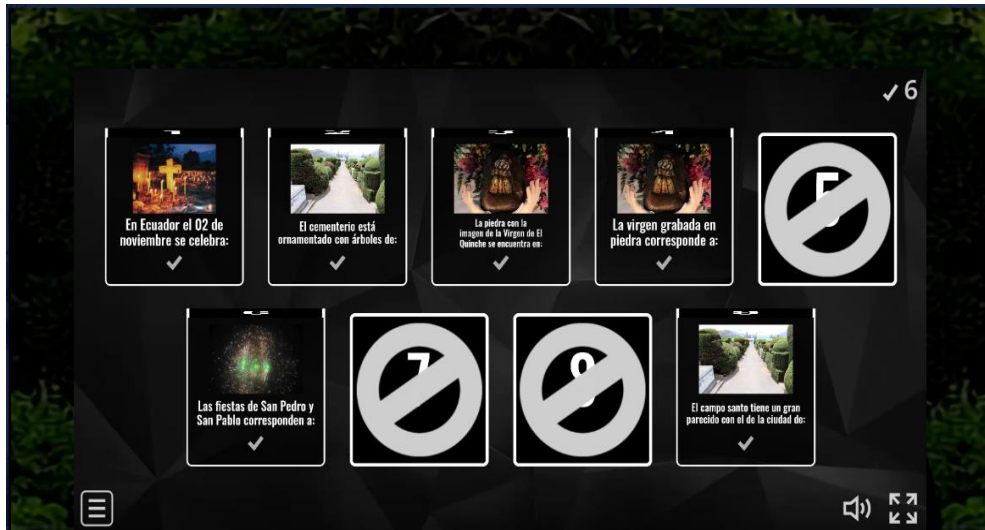 6
En Ecuador el 02 de
noviembre se celebra:
El cementerio está
ornamentado con árboles de:
La piedra con la
imagen de la Virgen de El
Quinche se encuentra en:
La virgen grabada en
piedra corresponde a:
5
Las fiestas de San Pedro y
San Pablo corresponden a:
7
El campo santo tiene un gran
parecido con el de la ciudad de: